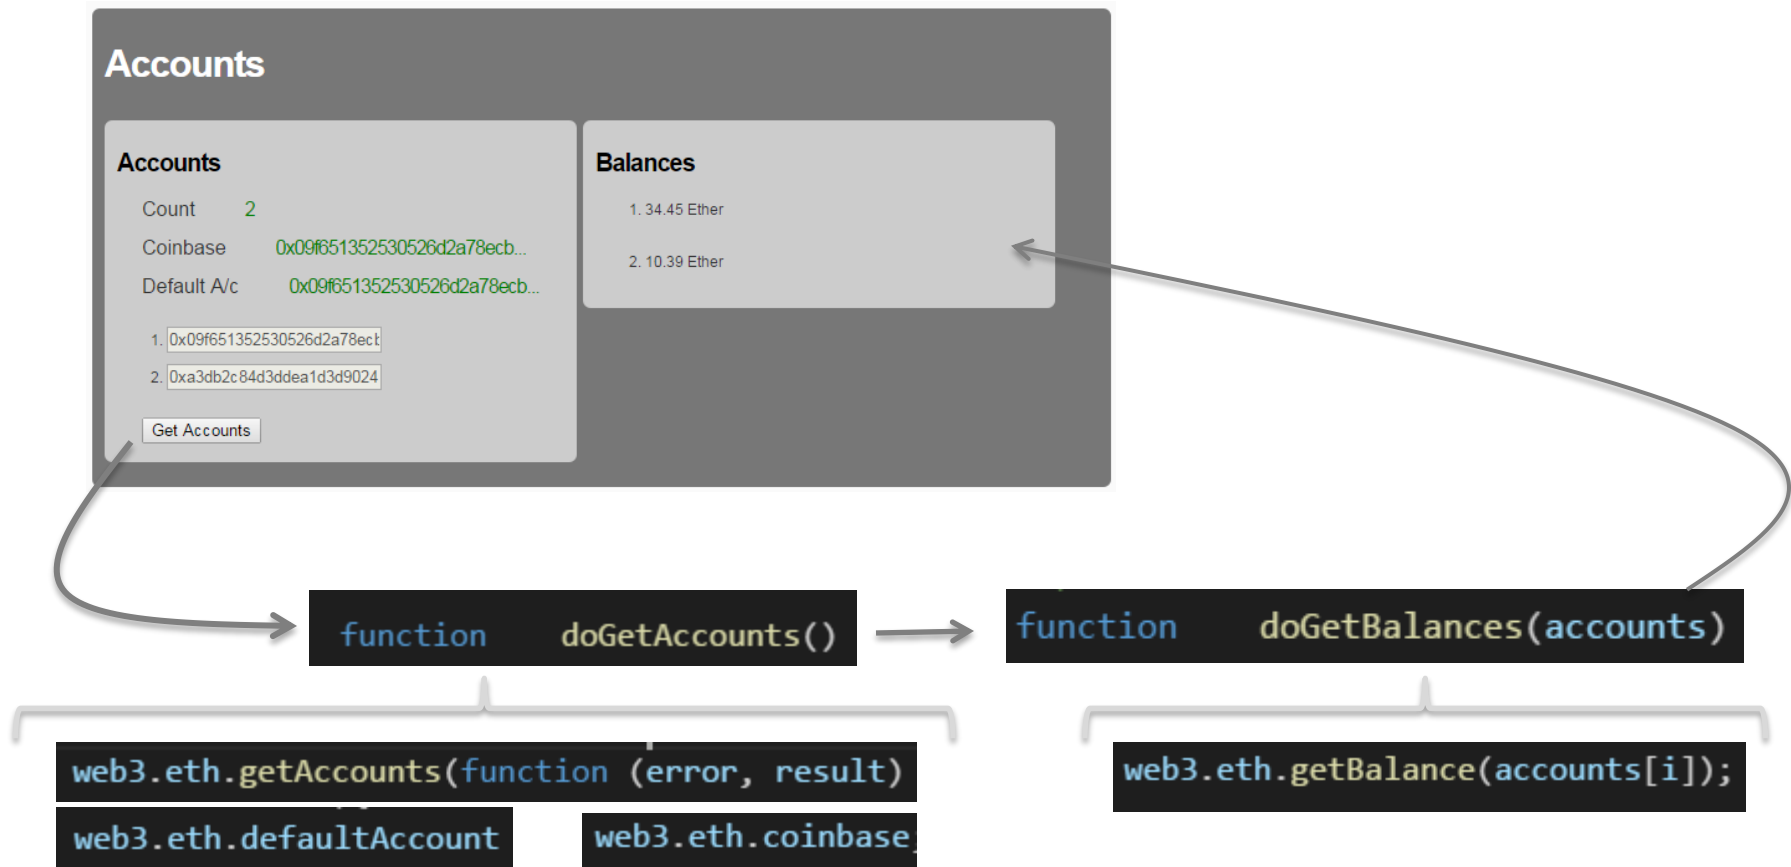 Accounts
Accounts
Count 2
Coinbase 0x09f651352530526d2a78ecb...
Default A/c 0x09f651352530526d2a78ecb...
1. 0x09f651352530526d2a78ecb
2. 0xa3db2c84d3ddea1d3d9024
Get Accounts
Balances
1. 34.45 Ether
2. 10.39 Ether
function doGetAccounts()
function doGetBalances(accounts)
web3.eth.getAccounts(function (error, result)
web3.eth.defaultAccount
web3.eth.coinbase;
web3.eth.getBalance(accounts[i]);